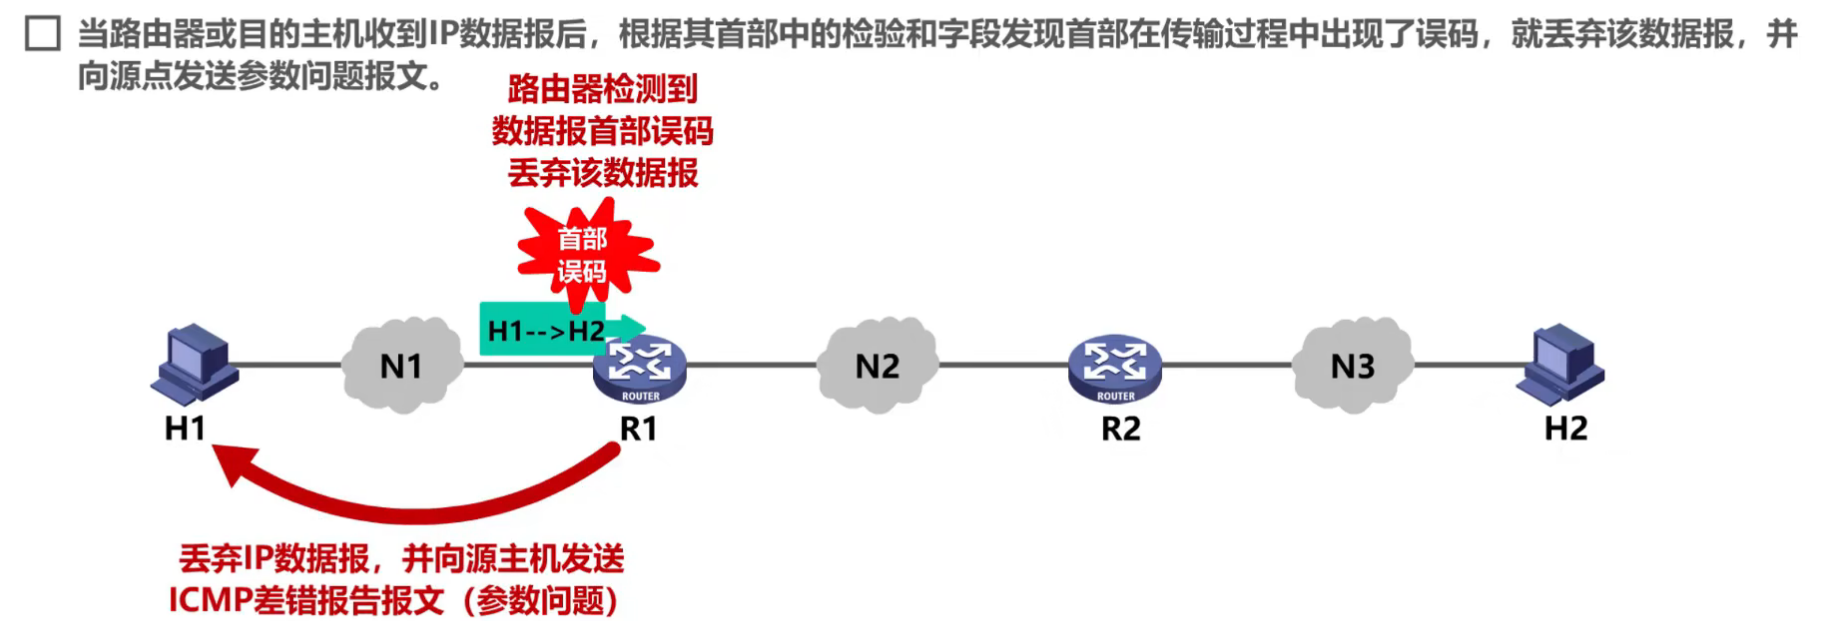 当路由器或目的主机收到IP数据报后，根据其首部中的检验和字段发现首部在传输过程中出现了误码，就丢弃该数据报，并
向源点发送参数问题报文。
路由器检测到
数据报首部误码
丢弃该数据报
首部
误码
H1-->H2
N1
N2
N3
ROUTER
ROUTER
H1
R1
R2
H2
丢弃IP数据报，并向源主机发送
ICMP差错报告报文（参数问题）